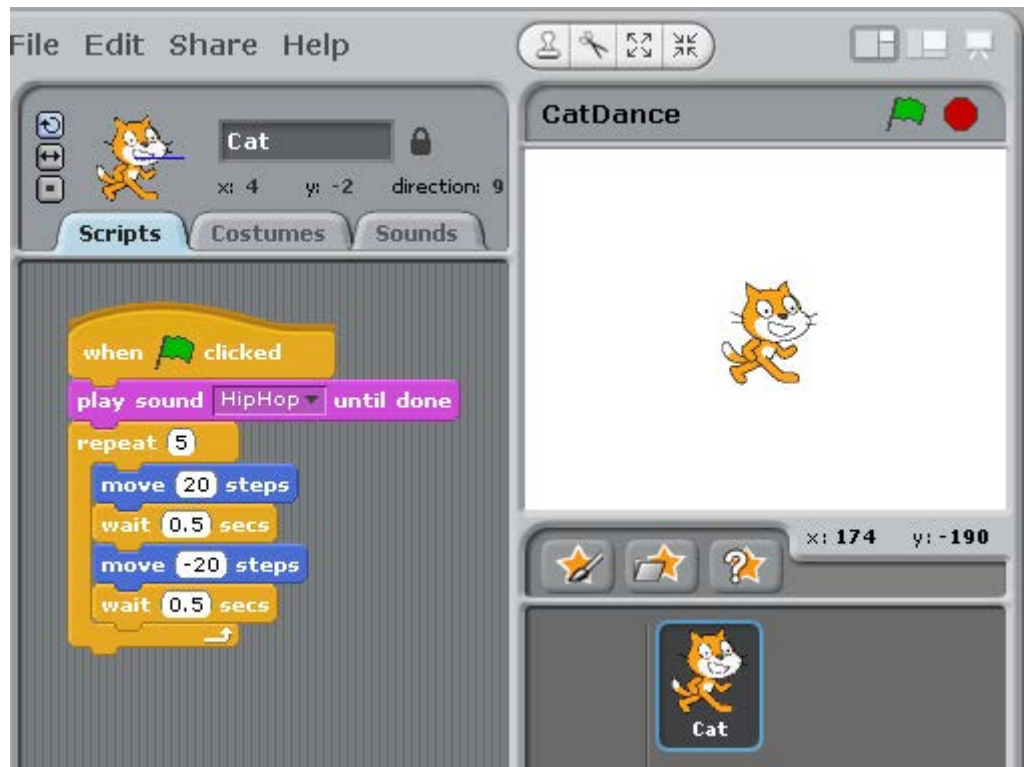 File Edit Share Help
Cat
x: 4 y: -2 direction: 9
Scripts Costumes Sounds
when clicked
play sound HipHop until done
repeat 5
move 20 steps
wait 0.5 secs
move -20 steps
wait 0.5 secs
CatDance
x: 174 y: -190
Cat